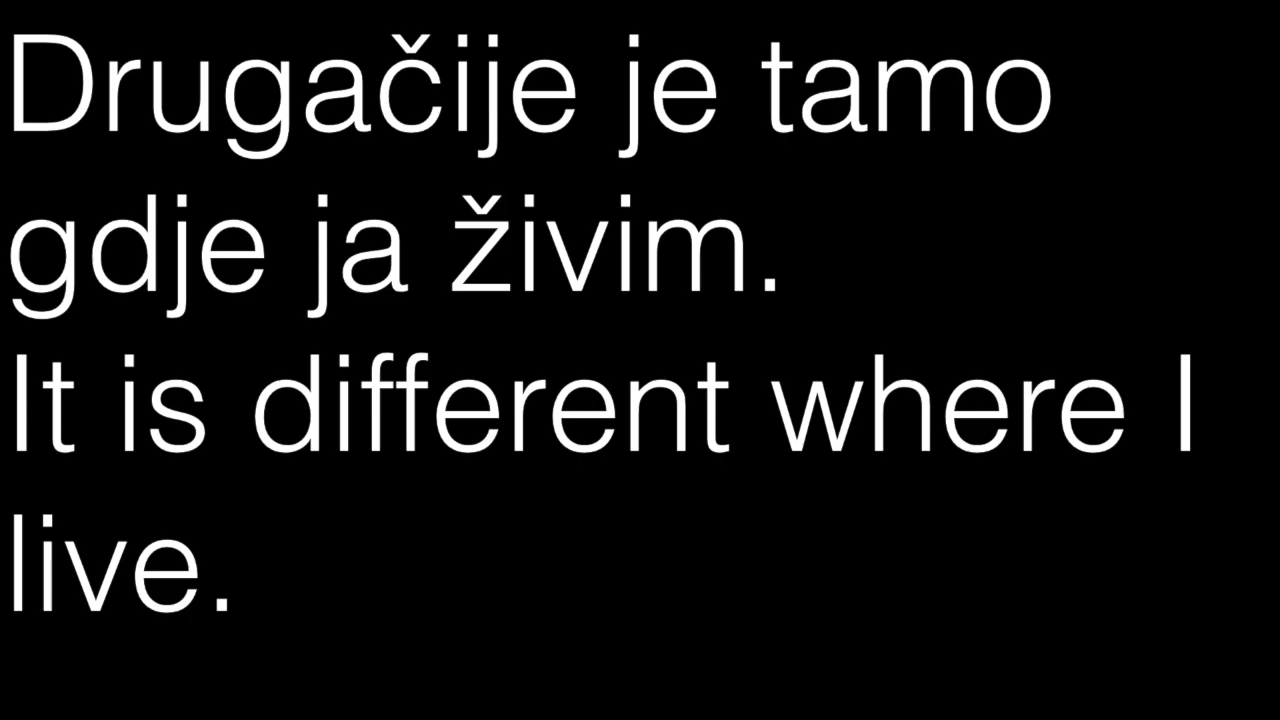 Drugačije je tamo
gdje ja živim.
It is different where I
live.